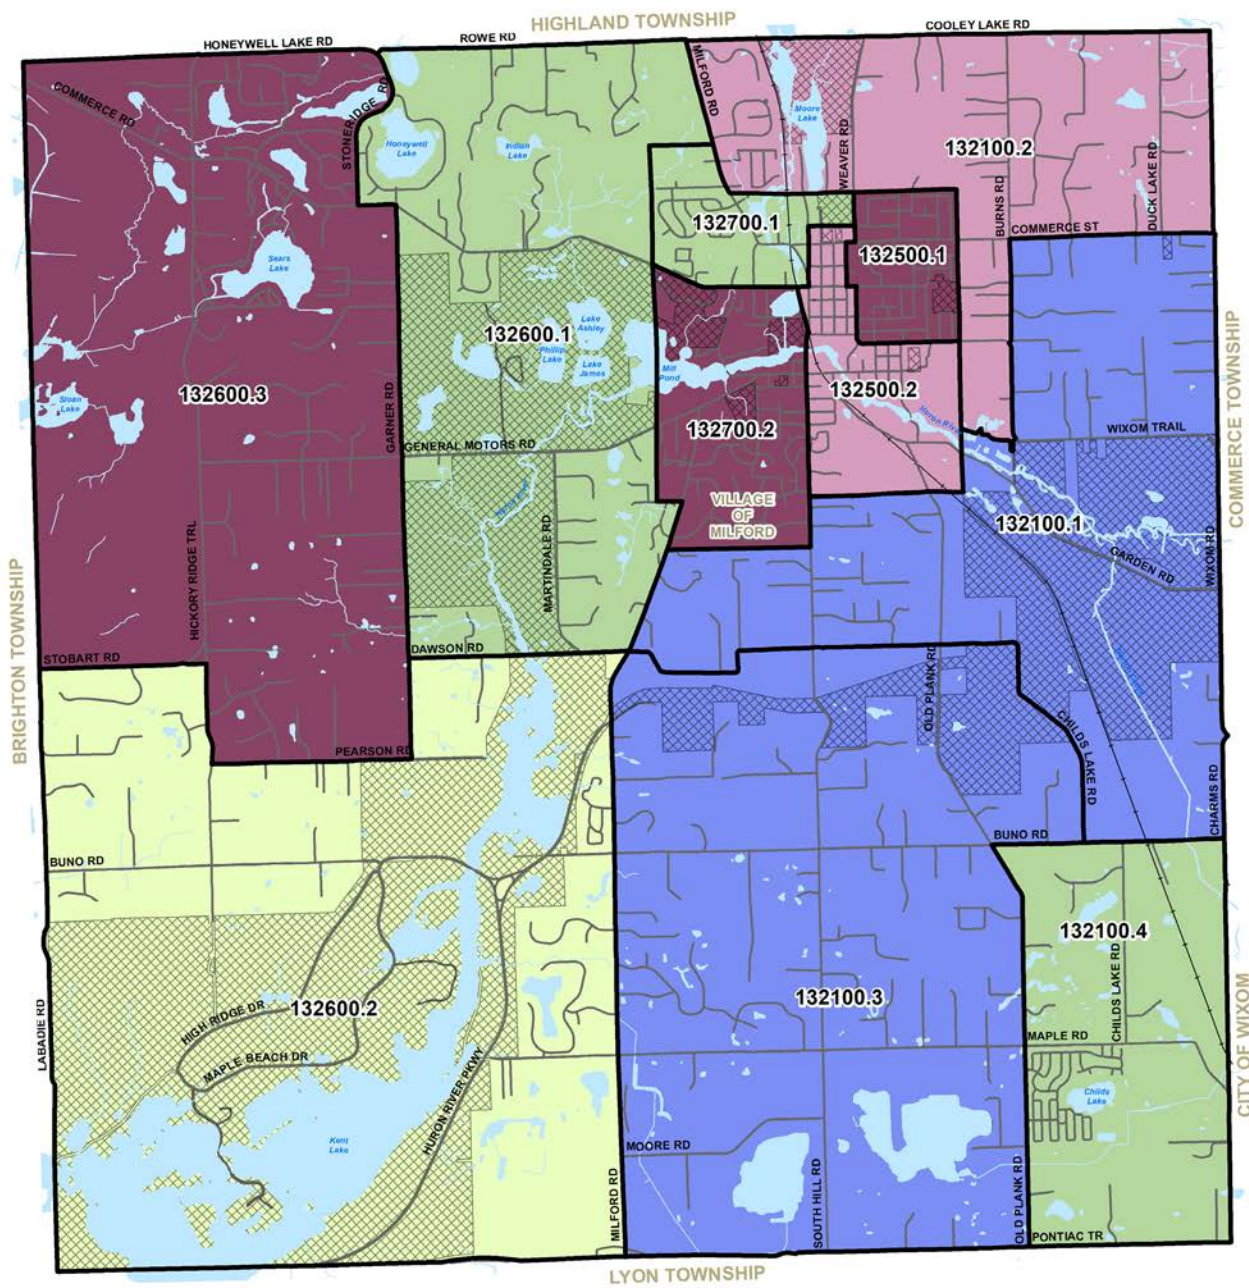 HIGHLAND TOWNSHIP
HONEYWELL LAKE RD
ROWE RD
COOLEY LAKE RD
COMMERCE RD
STONERIDGE RD
MILFORD RD
Honeywell
Lake
Indian
Lake
Moore
Lake
WEAVER RD
132100.2
BURNS RD
DUCK LAKE RD
132700.1
COMMERCE ST
132500.1
Sears
Lake
Lake
Ashley
132600.1
Phillip
Lake
Lake
James
Mill
Pond
132600.3
Sloan
Lake
GARNER RD
132500.2
Huron River
132700.2
GENERAL MOTORS RD
WIXOM TRAIL
COMMERCE TOWNSHIP
Huron River
VILLAGE
OF
MILFORD
132100.1
GARDEN RD
WIXOM RD
HICKORY RIDGE TRL
MARTINDALE RD
BRIGHTON TOWNSHIP
STOBART RD
DAWSON RD
OLD PLANK RD
CHILDS LAKE RD
PEARSON RD
CHARMS RD
BUNO RD
BUNO RD
132100.4
CHILDS LAKE RD
132600.2
132100.3
HIGH RIDGE DR
MAPLE BEACH DR
LABADIE RD
HURON RIVER PKWY
MAPLE RD
CITY OF WIXOM
Childs
Lake
Kent
Lake
MOORE RD
MILFORD RD
SOUTH HILL RD
OLD PLANK RD
PONTIAC TR
LYON TOWNSHIP